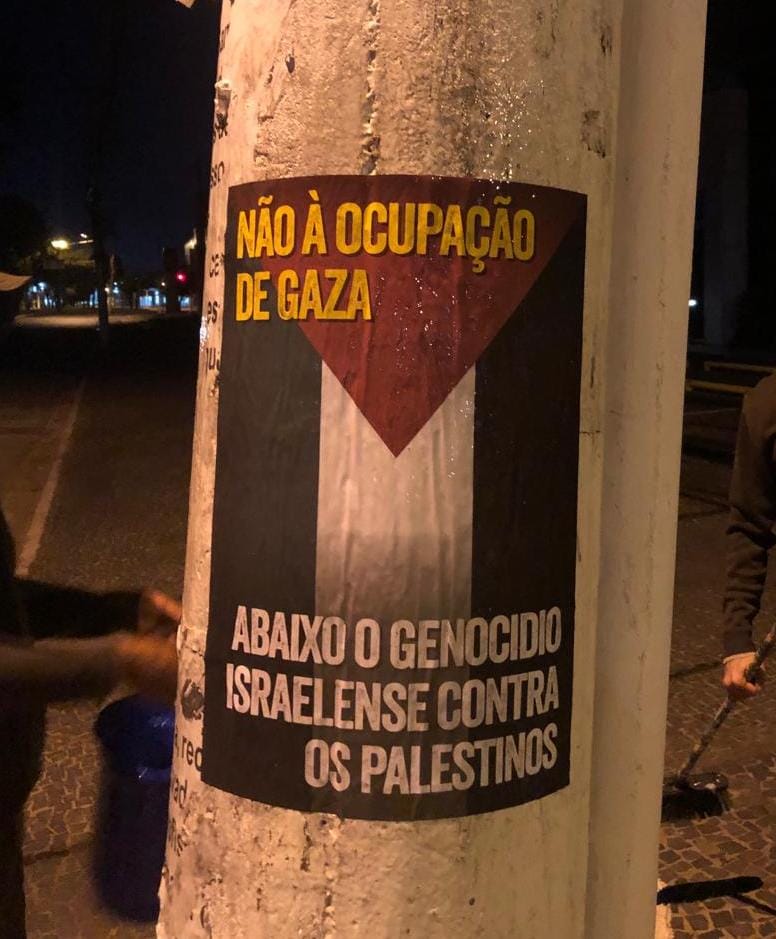 NÃO À OCUPAÇÃO
DE GAZA
ABAIXO O GENOCIDIO
ISRAELENSE CONTRA
OS PALESTINOS